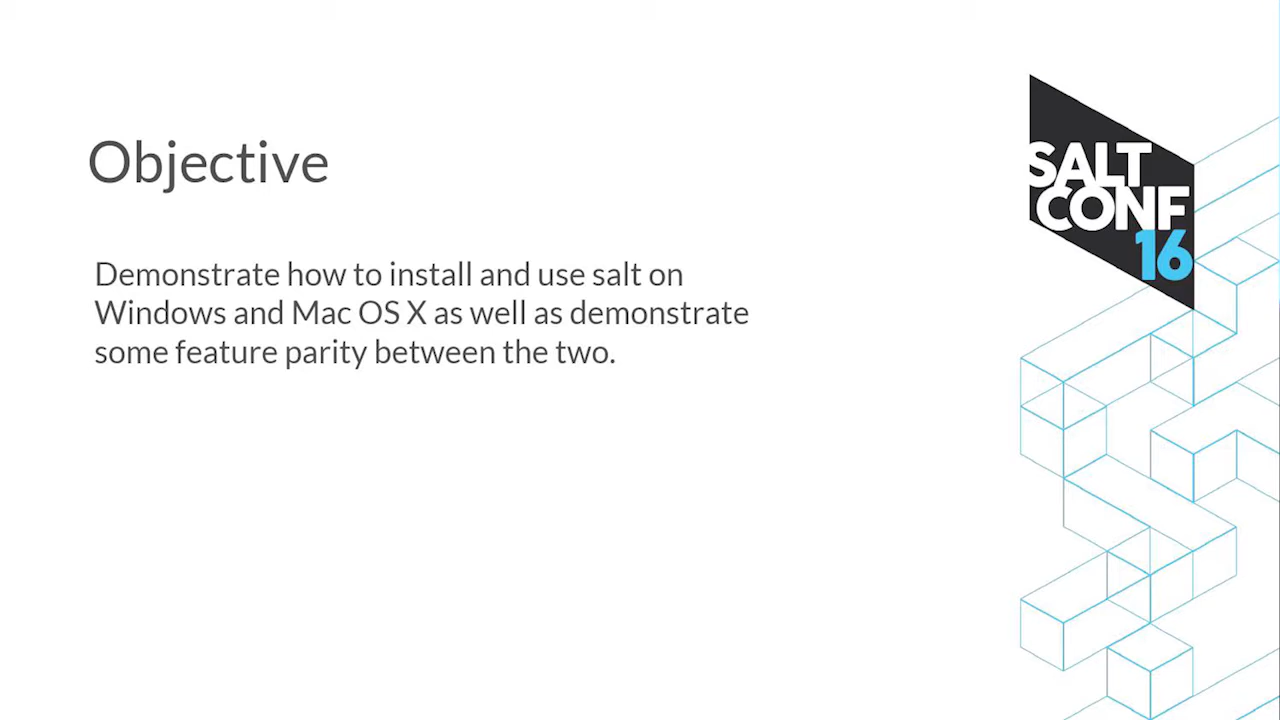 Objective
Demonstrate how to install and use salt on
Windows and Mac OS X as well as demonstrate
some feature parity between the two.
SALT
CONF
16